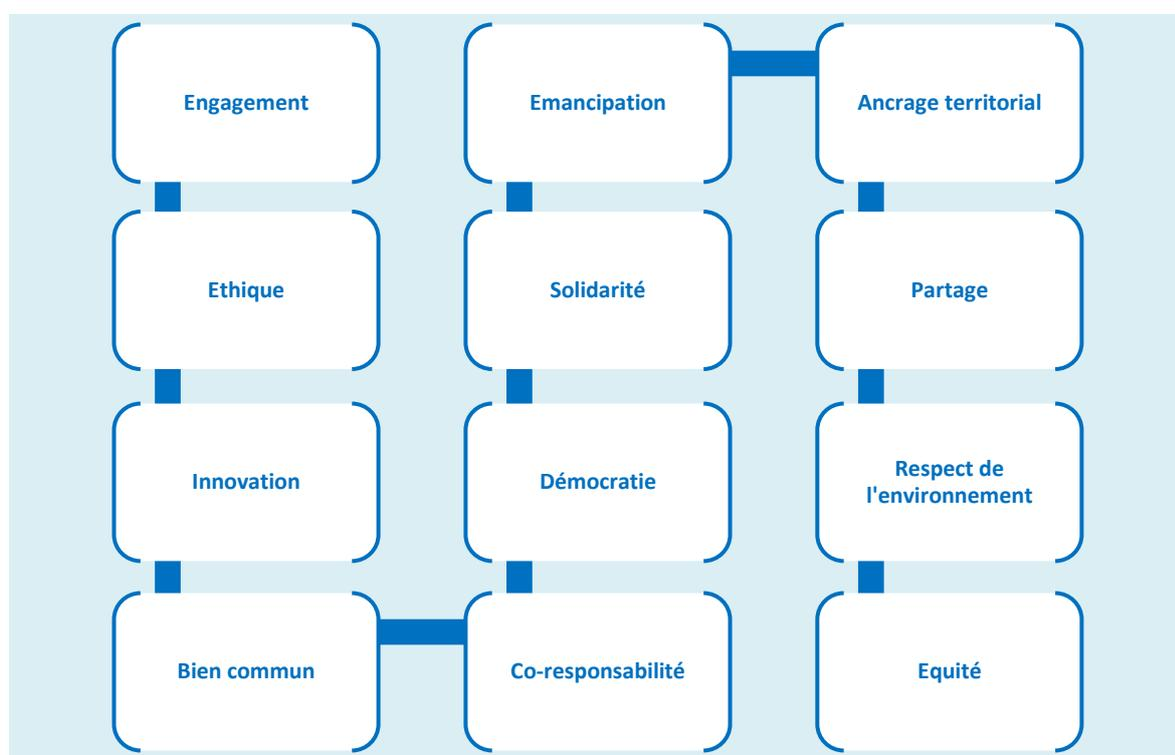 Engagement
Ethique
Innovation
Bien commun
Co-responsabilité
Démocratie
Solidarité
Emancipation
Ancrage territorial
Partage
Respect de
l'environnement
Equité